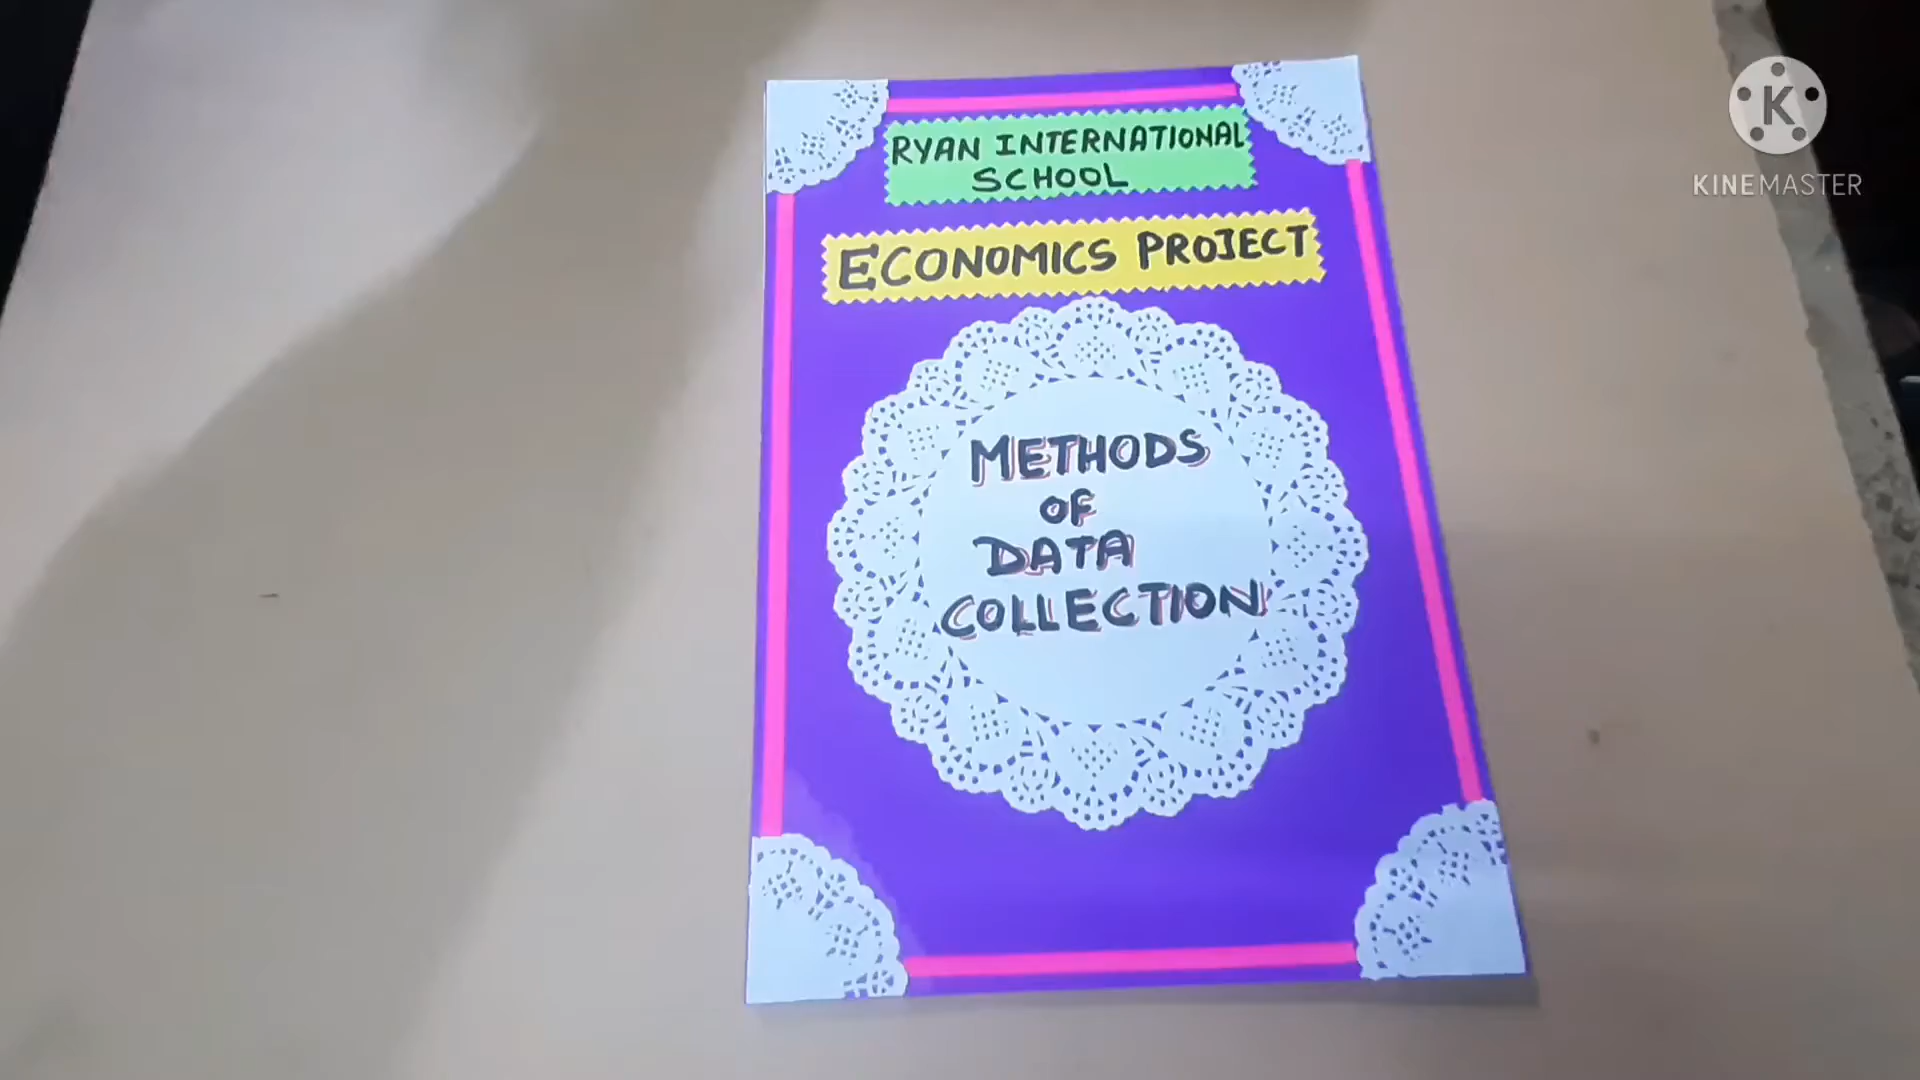 RYAN INTERNATIONAL
SCHOOL
ECONOMICS PROJECT
METHODS
OF
DATA
COLLECTION
K
KINEMASTER